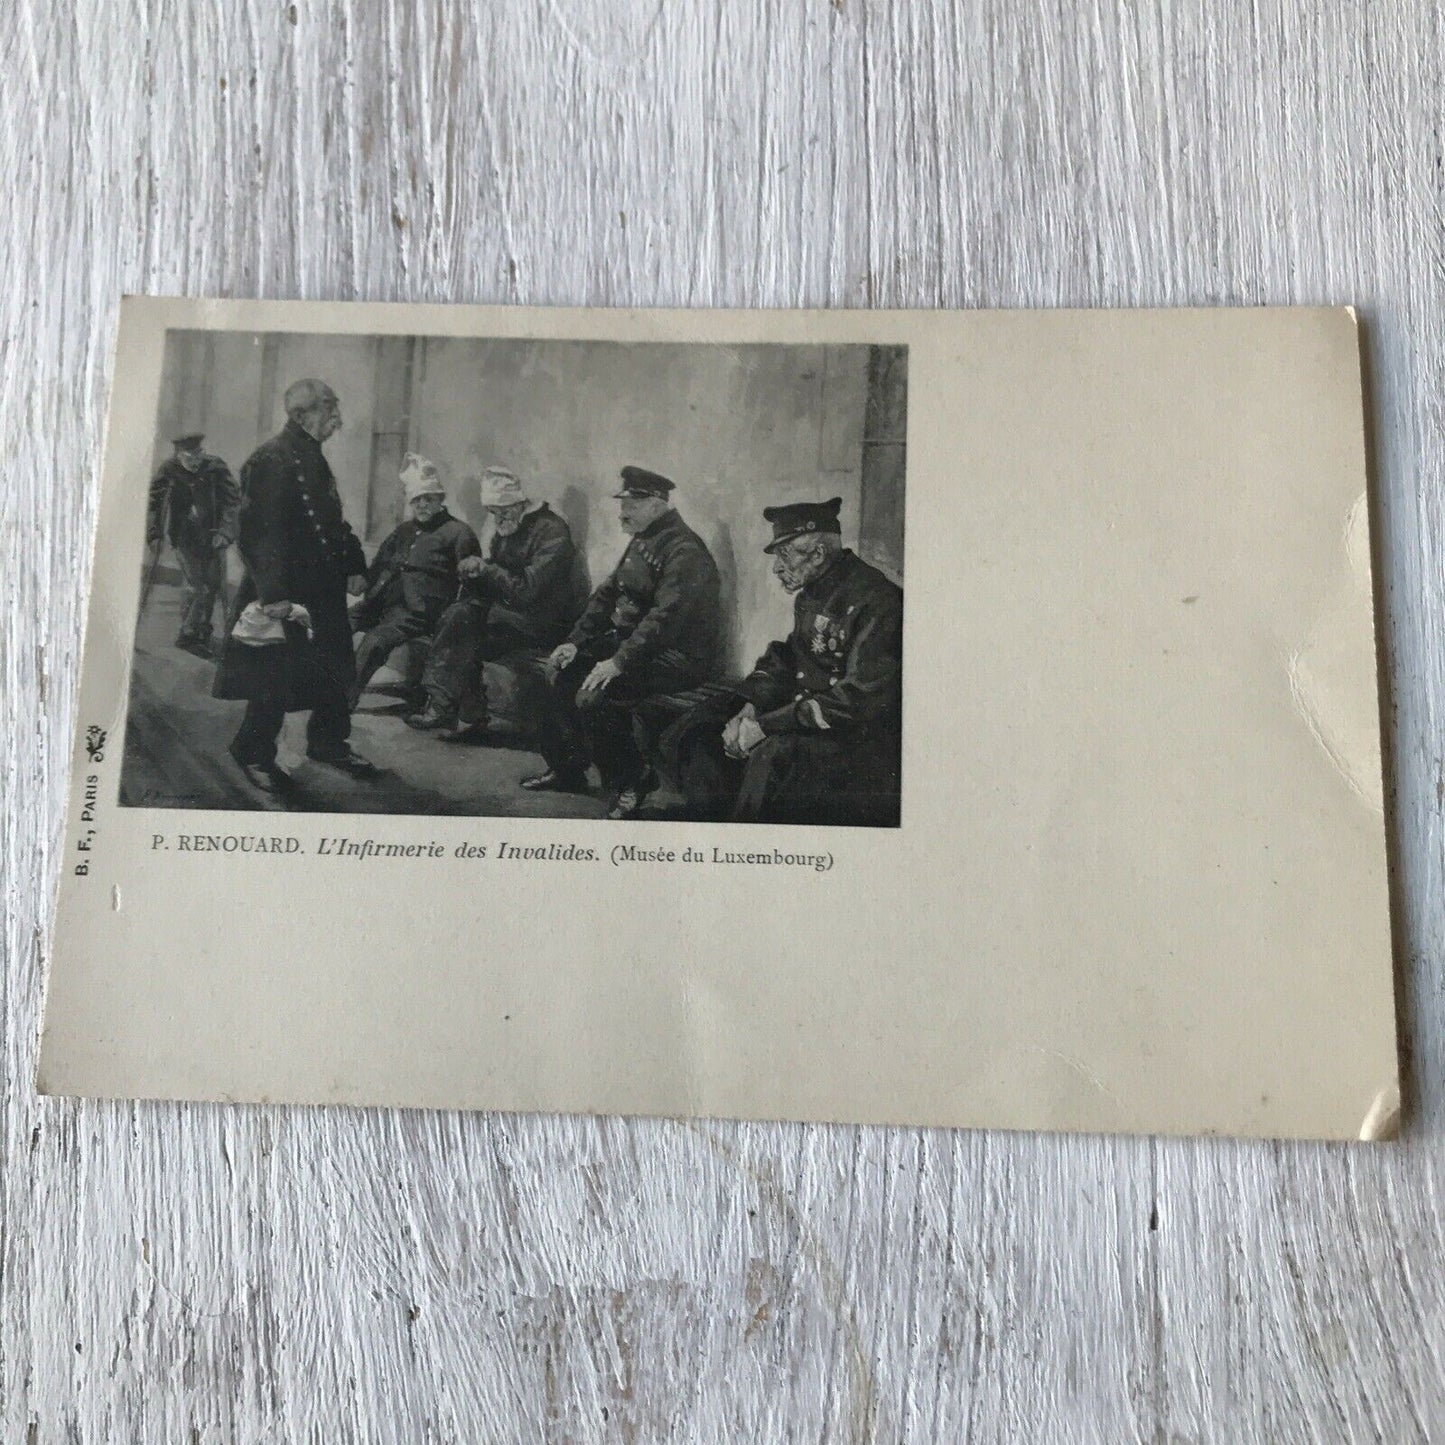 P. RENOUARD. L'Infirmerie des Invalides. (Musée du Luxembourg)
B. F., PARIS